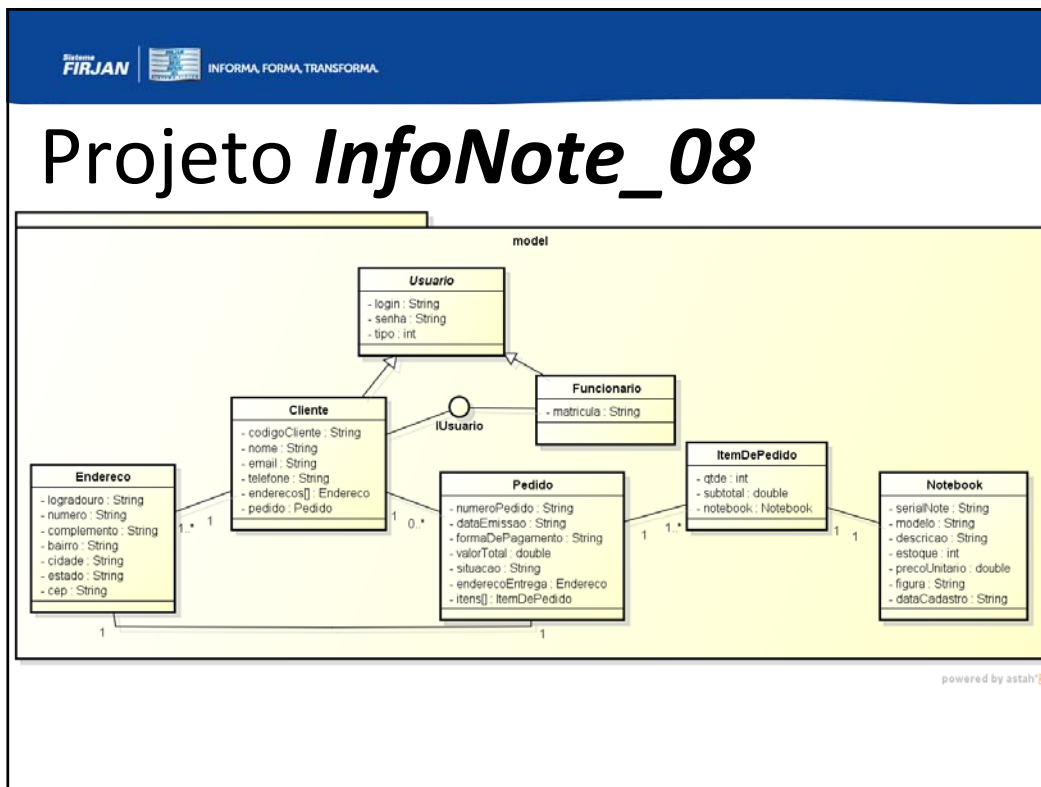 Sistema
FIRJAN
INFORMA, FORMA, TRANSFORMA.
Projeto InfoNote_08
model
Usuario
- login : String
- senha : String
- tipo : int
Funcionario
- matricula : String
IUsuario
Cliente
- codigoCliente : String
- nome : String
- email : String
- telefone : String
- enderecos[] : Endereco
- pedido : Pedido
Endereco
- logradouro : String
- numero : String
- complemento : String
- bairro : String
- cidade : String
- estado : String
- cep : String
1..*
1
1
0..*
Pedido
- numeroPedido : String
- dataEmissao : String
- formaDePagamento : String
- valorTotal : double
- situacao : String
- enderecoEntrega : Endereco
- itens[] : ItemDePedido
1
1..*
ItemDePedido
- qtde : int
- subtotal : double
- notebook : Notebook
1
1
Notebook
- serialNote : String
- modelo : String
- descricao : String
- estoque : int
- precoUnitario : double
- figura : String
- dataCadastro : String
1
1
powered by astah*